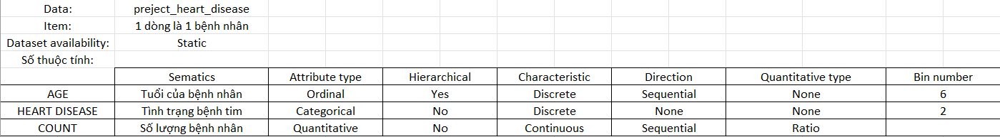 Data: preject_heart_disease
Item: 1 dòng là 1 bệnh nhân
Dataset availability: Static
Số thuộc tính:
Sematics Attribute type Hierarchical Characteristic Direction Quantitative type Bin number
AGE Tuổi của bệnh nhân Ordinal Yes Discrete Sequential None 6
HEART DISEASE Tình trạng bệnh tim Categorical No Discrete None None 2
COUNT Số lượng bệnh nhân Quantitative No Continuous Sequential Ratio